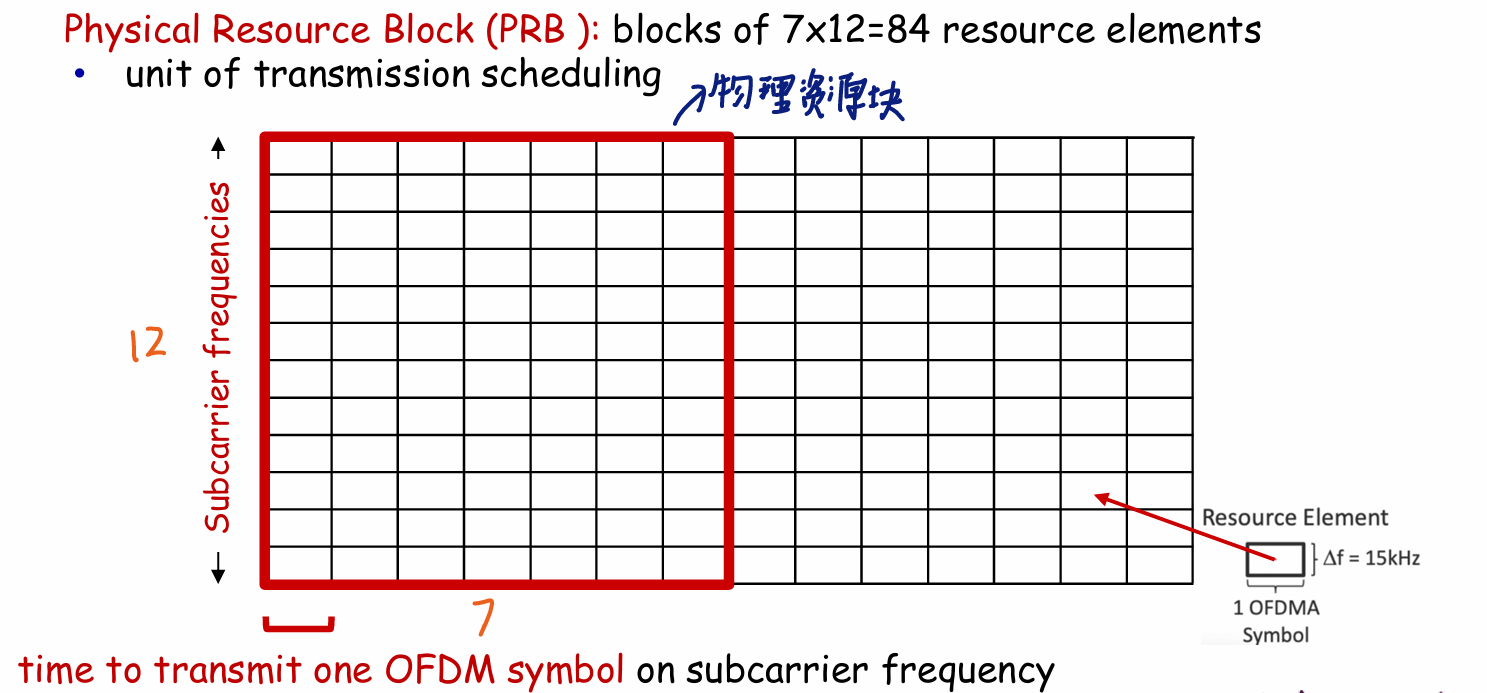 Physical Resource Block (PRB ): blocks of 7x12=84 resource elements
• unit of transmission scheduling
物理资源块
Subcarrier frequencies
12
Resource Element
Δf = 15kHz
1 OFDMA
Symbol
7
time to transmit one OFDM symbol on subcarrier frequency